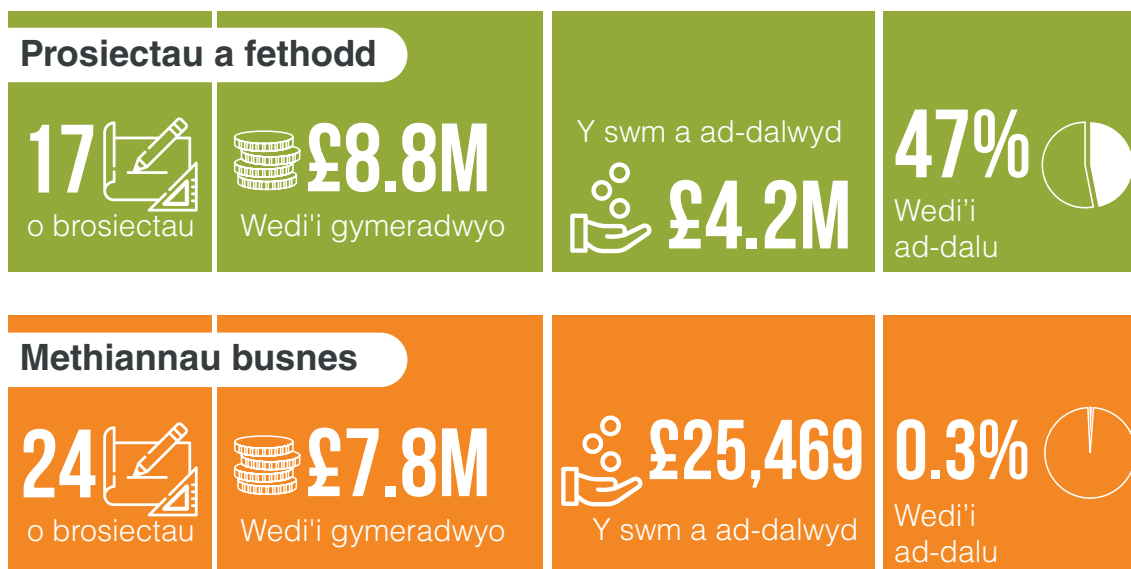 Prosiectau a fethodd
17
o brosiectau
£8.8M
Wedi'i gymeradwyo
Y swm a ad-dalwyd
£4.2M
47%
Wedi’i
ad-dalu
Methiannau busnes
24
o brosiectau
£7.8M
Wedi'i gymeradwyo
£25,469
Y swm a ad-dalwyd
0.3%
Wedi’i
ad-dalu